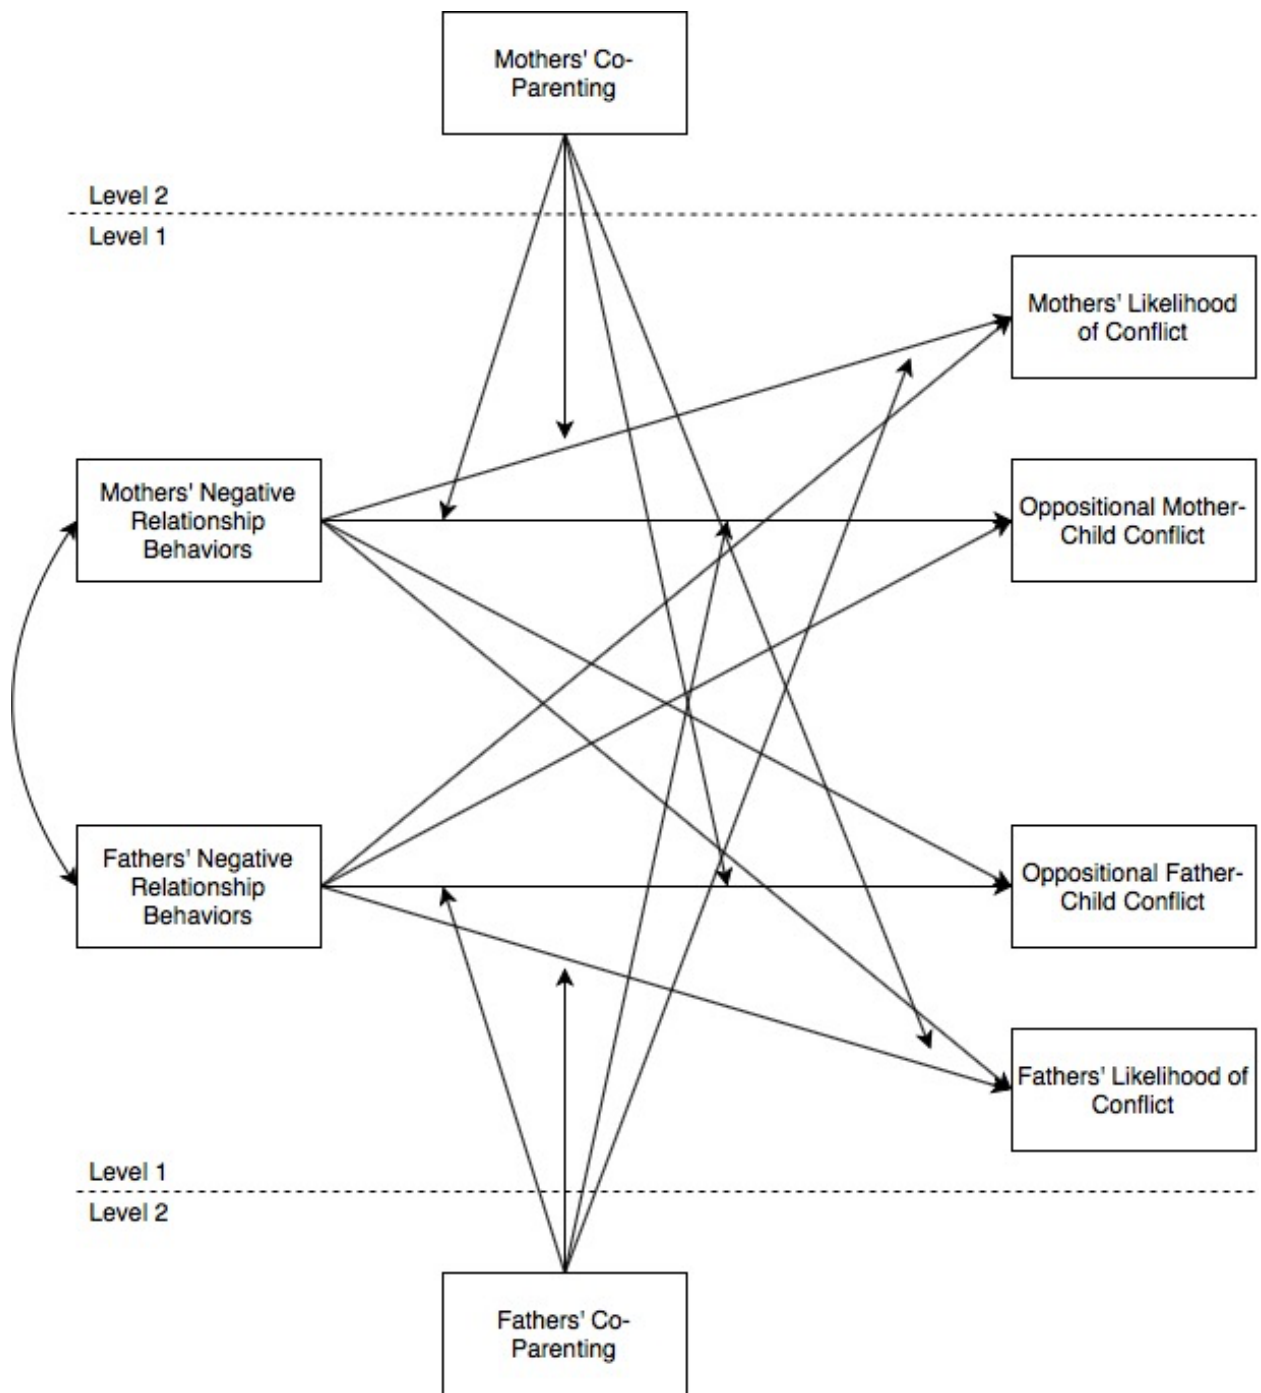 Mothers' Co-
Parenting
Level 2
Level 1
Mothers' Likelihood
of Conflict
Mothers' Negative
Relationship
Behaviors
Oppositional Mother-
Child Conflict
Fathers' Negative
Relationship
Behaviors
Oppositional Father-
Child Conflict
Fathers' Likelihood of
Conflict
Level 1
Level 2
Fathers' Co-
Parenting